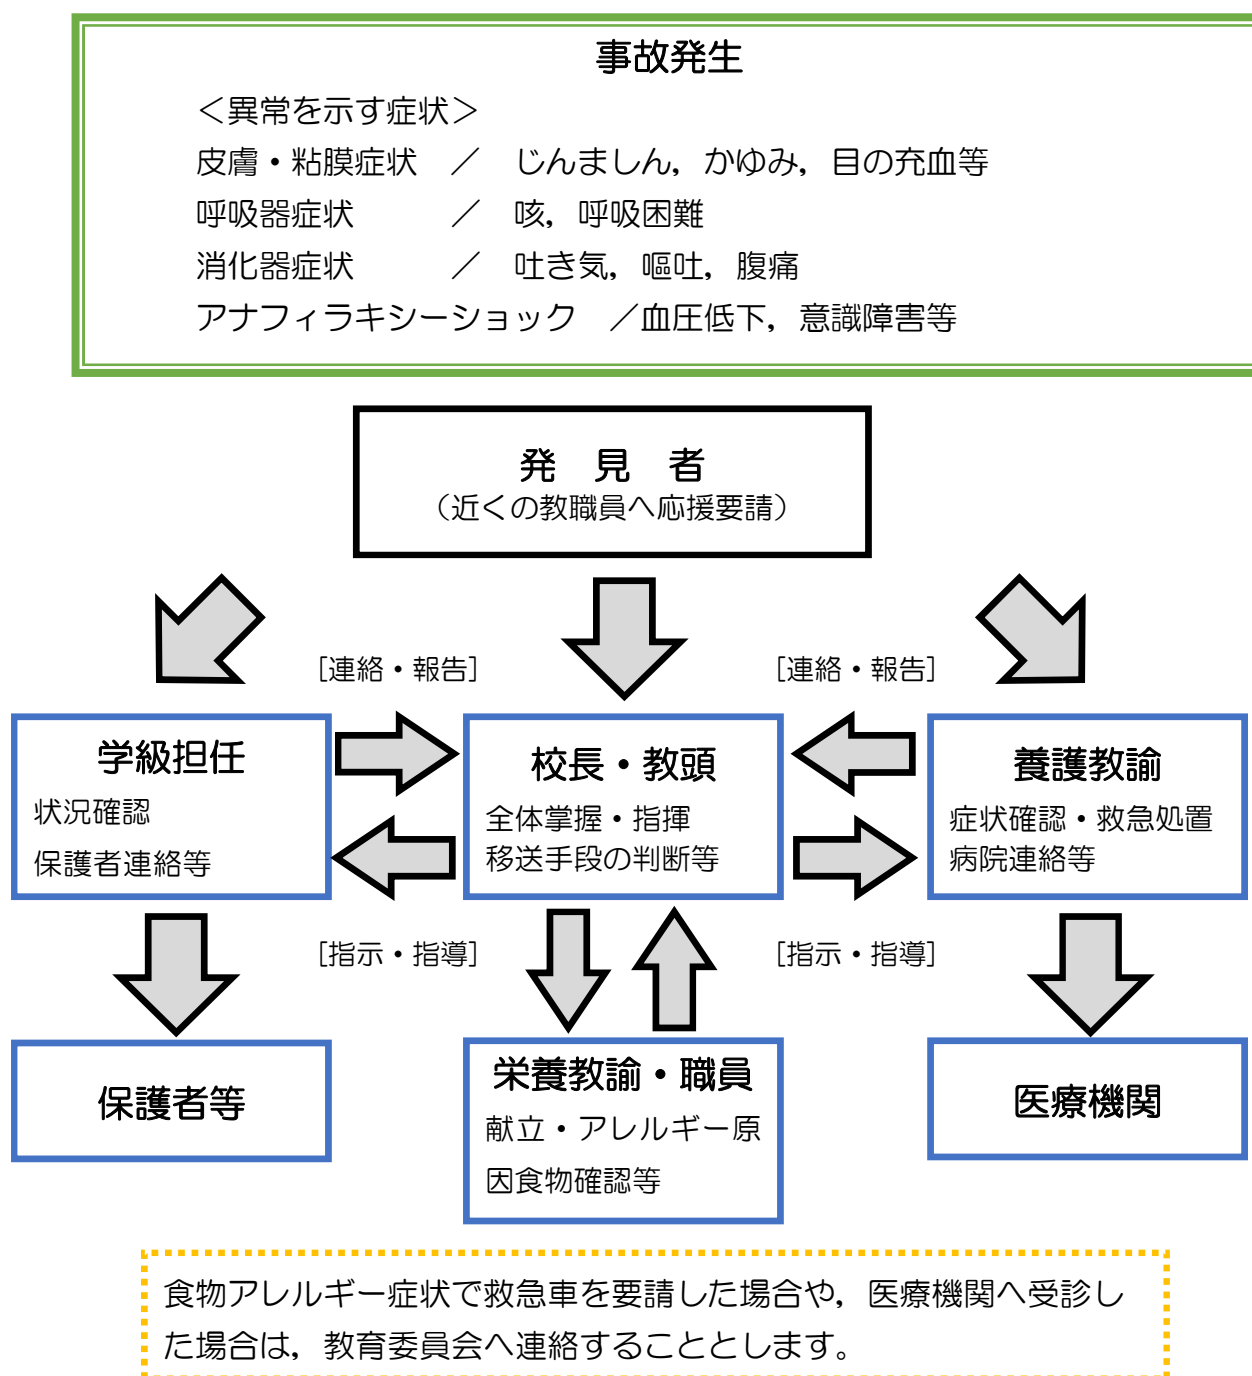 事故発生
＜異常を示す症状＞
皮膚・粘膜症状　／　じんましん，かゆみ，目の充血等
呼吸器症状　　　／　咳，呼吸困難
消化器症状　　　／　吐き気，嘔吐，腹痛
アナフィラキシーショック　／血圧低下，意識障害等
発　見　者
（近くの教職員へ応援要請）
［連絡・報告］
［連絡・報告］
学級担任
状況確認
保護者連絡等
校長・教頭
全体掌握・指揮
移送手段の判断等
養護教諭
症状確認・救急処置
病院連絡等
［指示・指導］
［指示・指導］
保護者等
栄養教諭・職員
献立・アレルギー原
因食物確認等
医療機関
食物アレルギー症状で救急車を要請した場合や，医療機関へ受診し
た場合は，教育委員会へ連絡することとします。